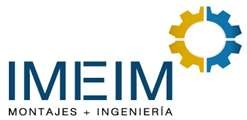 IMEIM
MONTAJES + INGENIERÍA